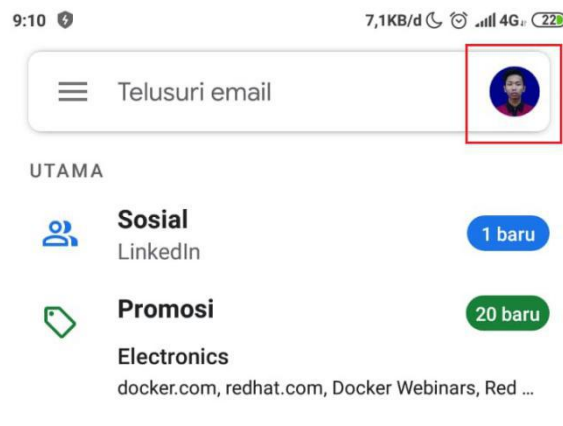 9:10 7,1KB/d 4G 22
Telusuri email
UTAMA
Sosial
1 baru
LinkedIn
Promosi
20 baru
Electronics
docker.com, redhat.com, Docker Webinars, Red ...